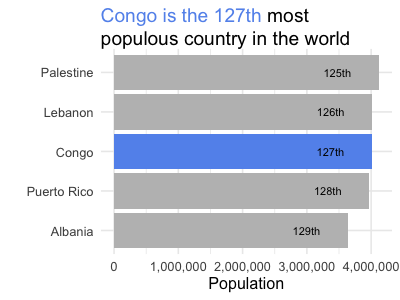 Congo is the 127th most
populous country in the world
Palestine 125th
Lebanon 126th
Congo 127th
Puerto Rico 128th
Albania 129th
0 1,000,000 2,000,000 3,000,000 4,000,000
Population